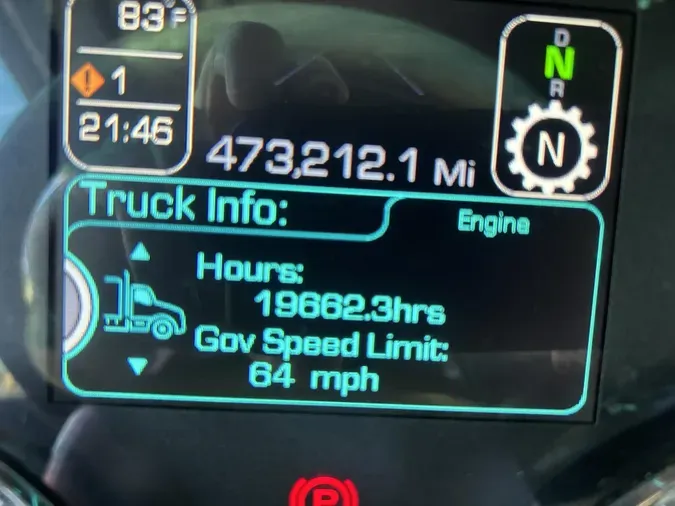 83°F
! 1
21:46
473,212.1 Mi
D
N
R
N
Truck Info:
Engine
Hours:
19662.3hrs
Gov Speed Limit:
64 mph
P